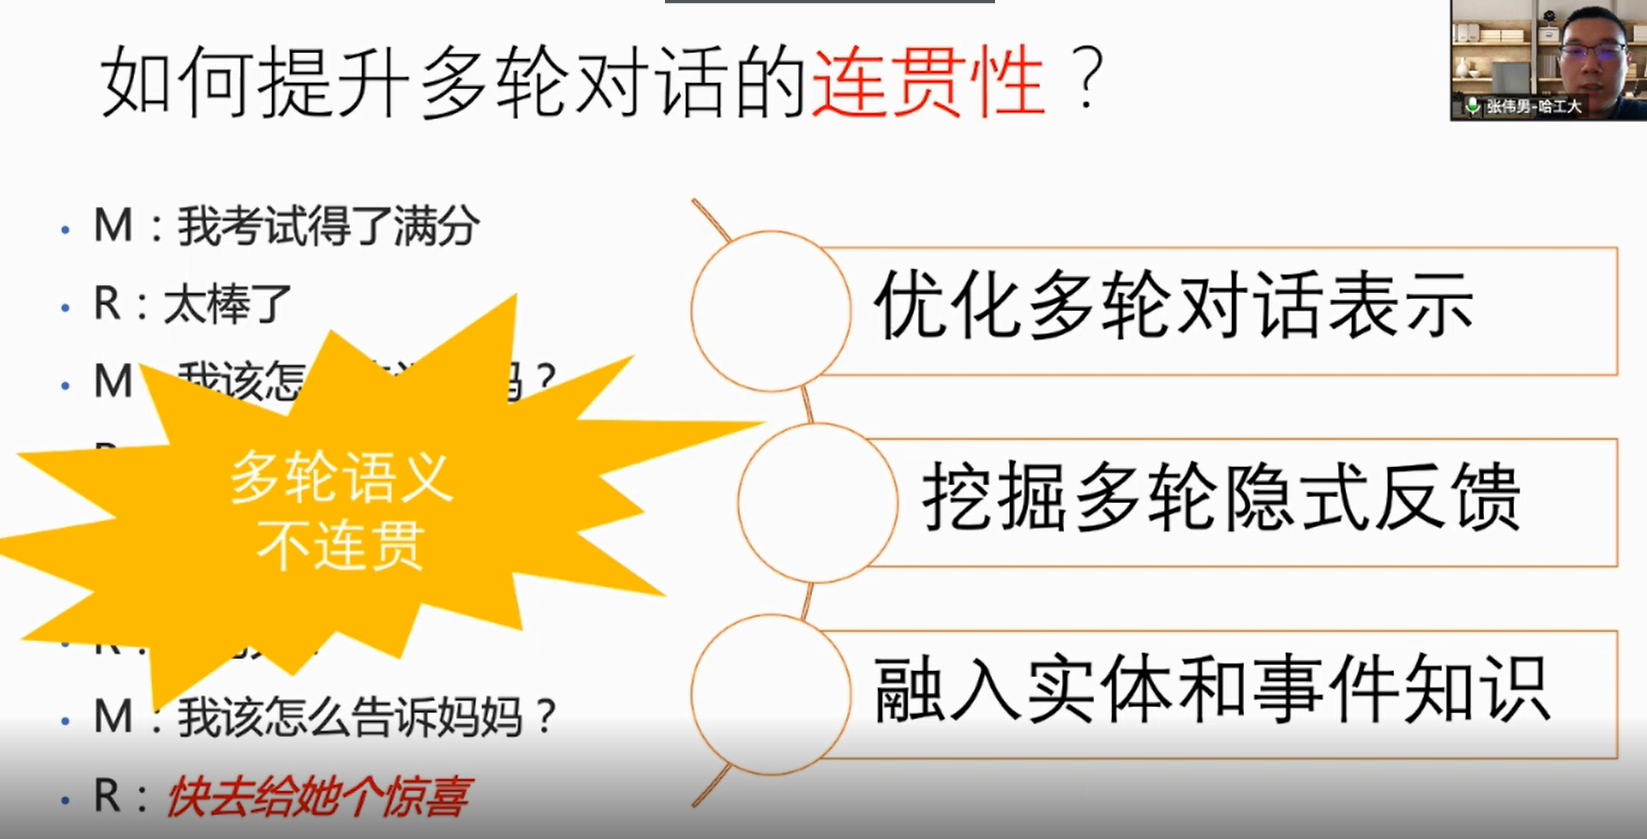 如何提升多轮对话的连贯性？
张伟男-哈工大
M：我考试得了满分
R：太棒了
M 我该怎 妈？
多轮语义
不连贯
M：我该怎么告诉妈妈？
R：快去给她个惊喜
优化多轮对话表示
挖掘多轮隐式反馈
融入实体和事件知识